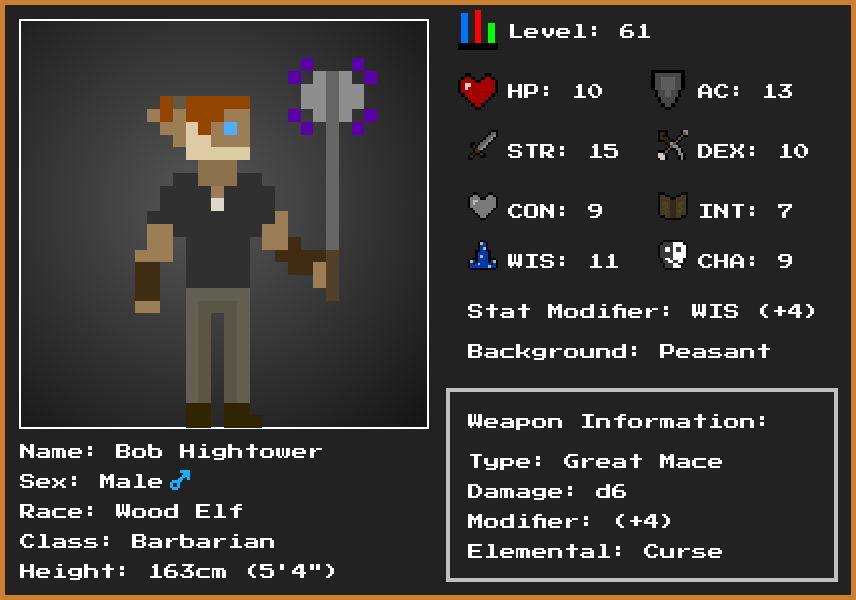 Level: 61
HP: 10
AC: 13
STR: 15
DEX: 10
CON: 9
INT: 7
WIS: 11
CHA: 9
Stat Modifier: WIS (+4)
Background: Peasant
Weapon Information:
Type: Great Mace
Damage: d6
Modifier: (+4)
Elemental: Curse
Name: Bob Hightower
Sex: Male ♂
Race: Wood Elf
Class: Barbarian
Height: 163cm (5'4")